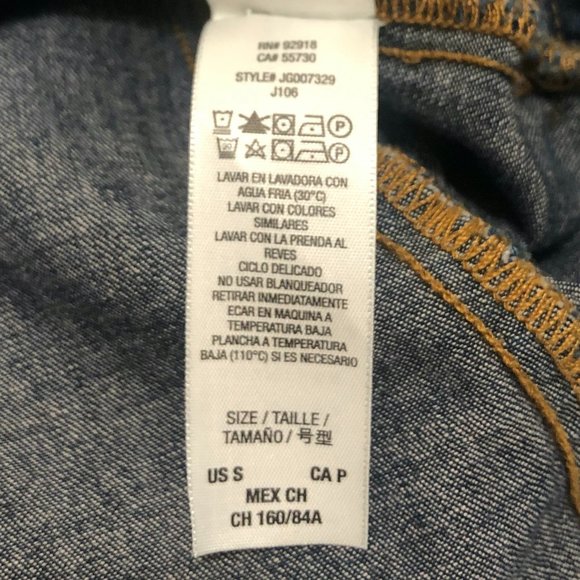 RN# 92918
CA# 55730
STYLE# JG007329
J106
LAVAR EN LAVADORA CON
AGUA FRIA (30°C)
LAVAR CON COLORES
SIMILARES
LAVAR CON LA PRENDA AL
REVES
CICLO DELICADO
NO USAR BLANQUEADOR
RETIRAR INMEDIATAMENTE
ECAR EN MAQUINA A
TEMPERATURA BAJA
PLANCHA A TEMPERATURA
BAJA (110°C) SI ES NECESARIO
SIZE / TAILLE /
TAMAÑO / 号型
US S CA P
MEX CH
CH 160/84A